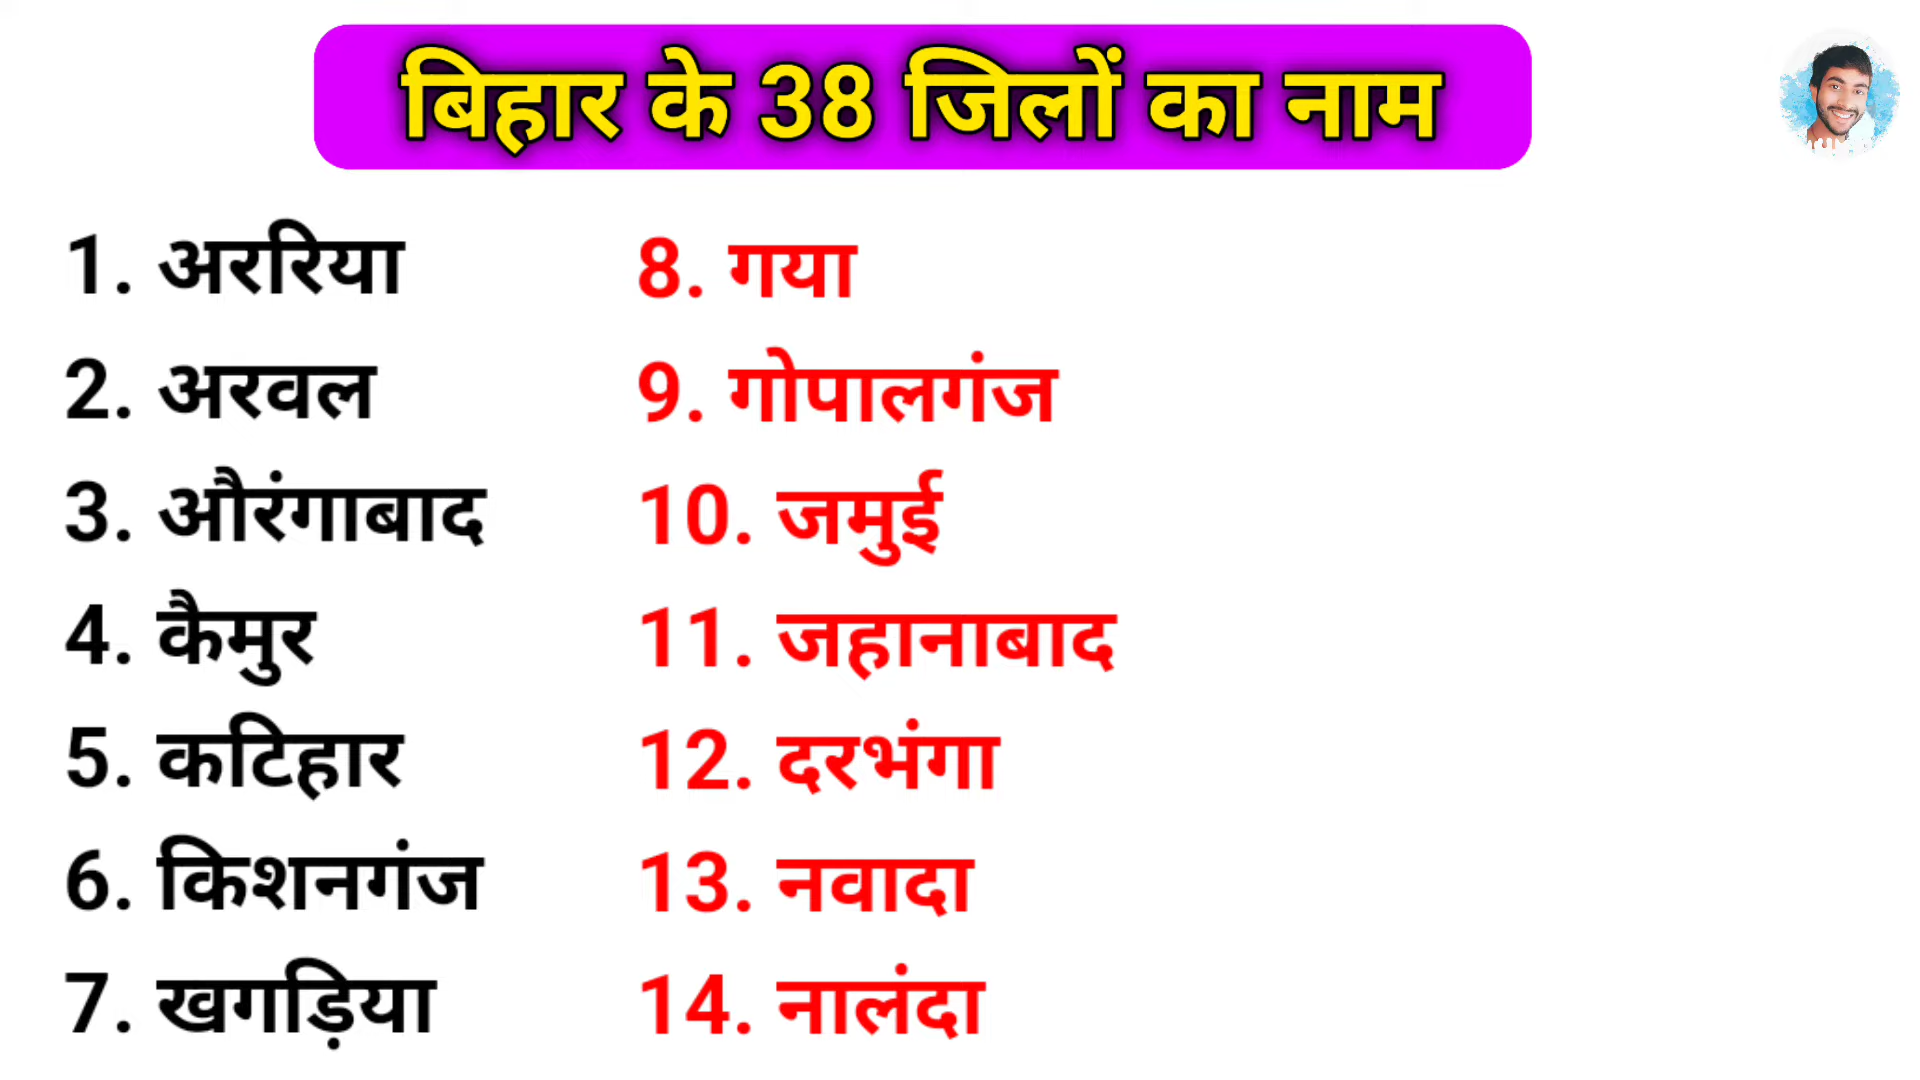 बिहार के 38 जिलों का नाम
1. अररिया
2. अरवल
3. औरंगाबाद
4. कैमुर
5. कटिहार
6. किशनगंज
7. खगड़िया
8. गया
9. गोपालगंज
10. जमुई
11. जहानाबाद
12. दरभंगा
13. नवादा
14. नालंदा